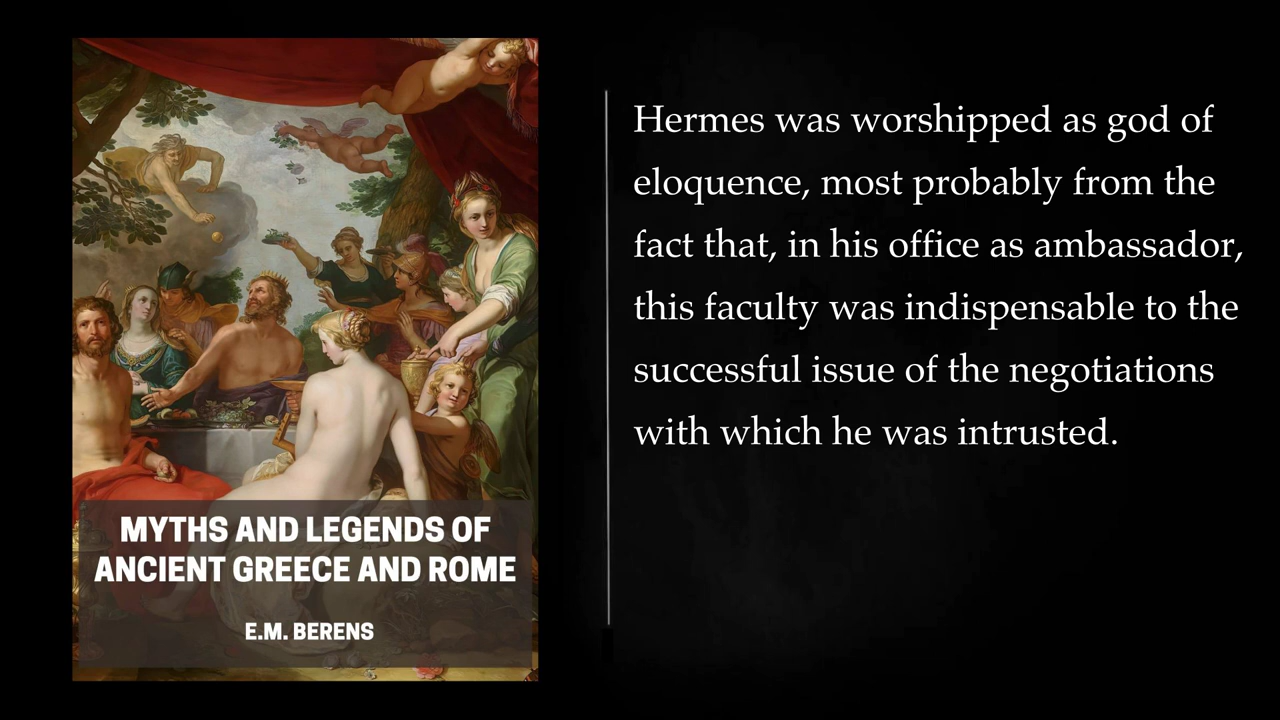 MYTHS AND LEGENDS OF
ANCIENT GREECE AND ROME
E.M. BERENS
Hermes was worshipped as god of
eloquence, most probably from the
fact that, in his office as ambassador,
this faculty was indispensable to the
successful issue of the negotiations
with which he was intrusted.